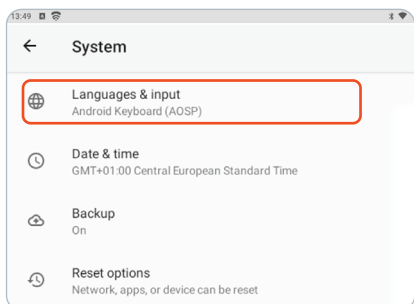 13:49
System
Languages & input
Android Keyboard (AOSP)
Date & time
GMT+01:00 Central European Standard Time
Backup
On
Reset options
Network, apps, or device can be reset